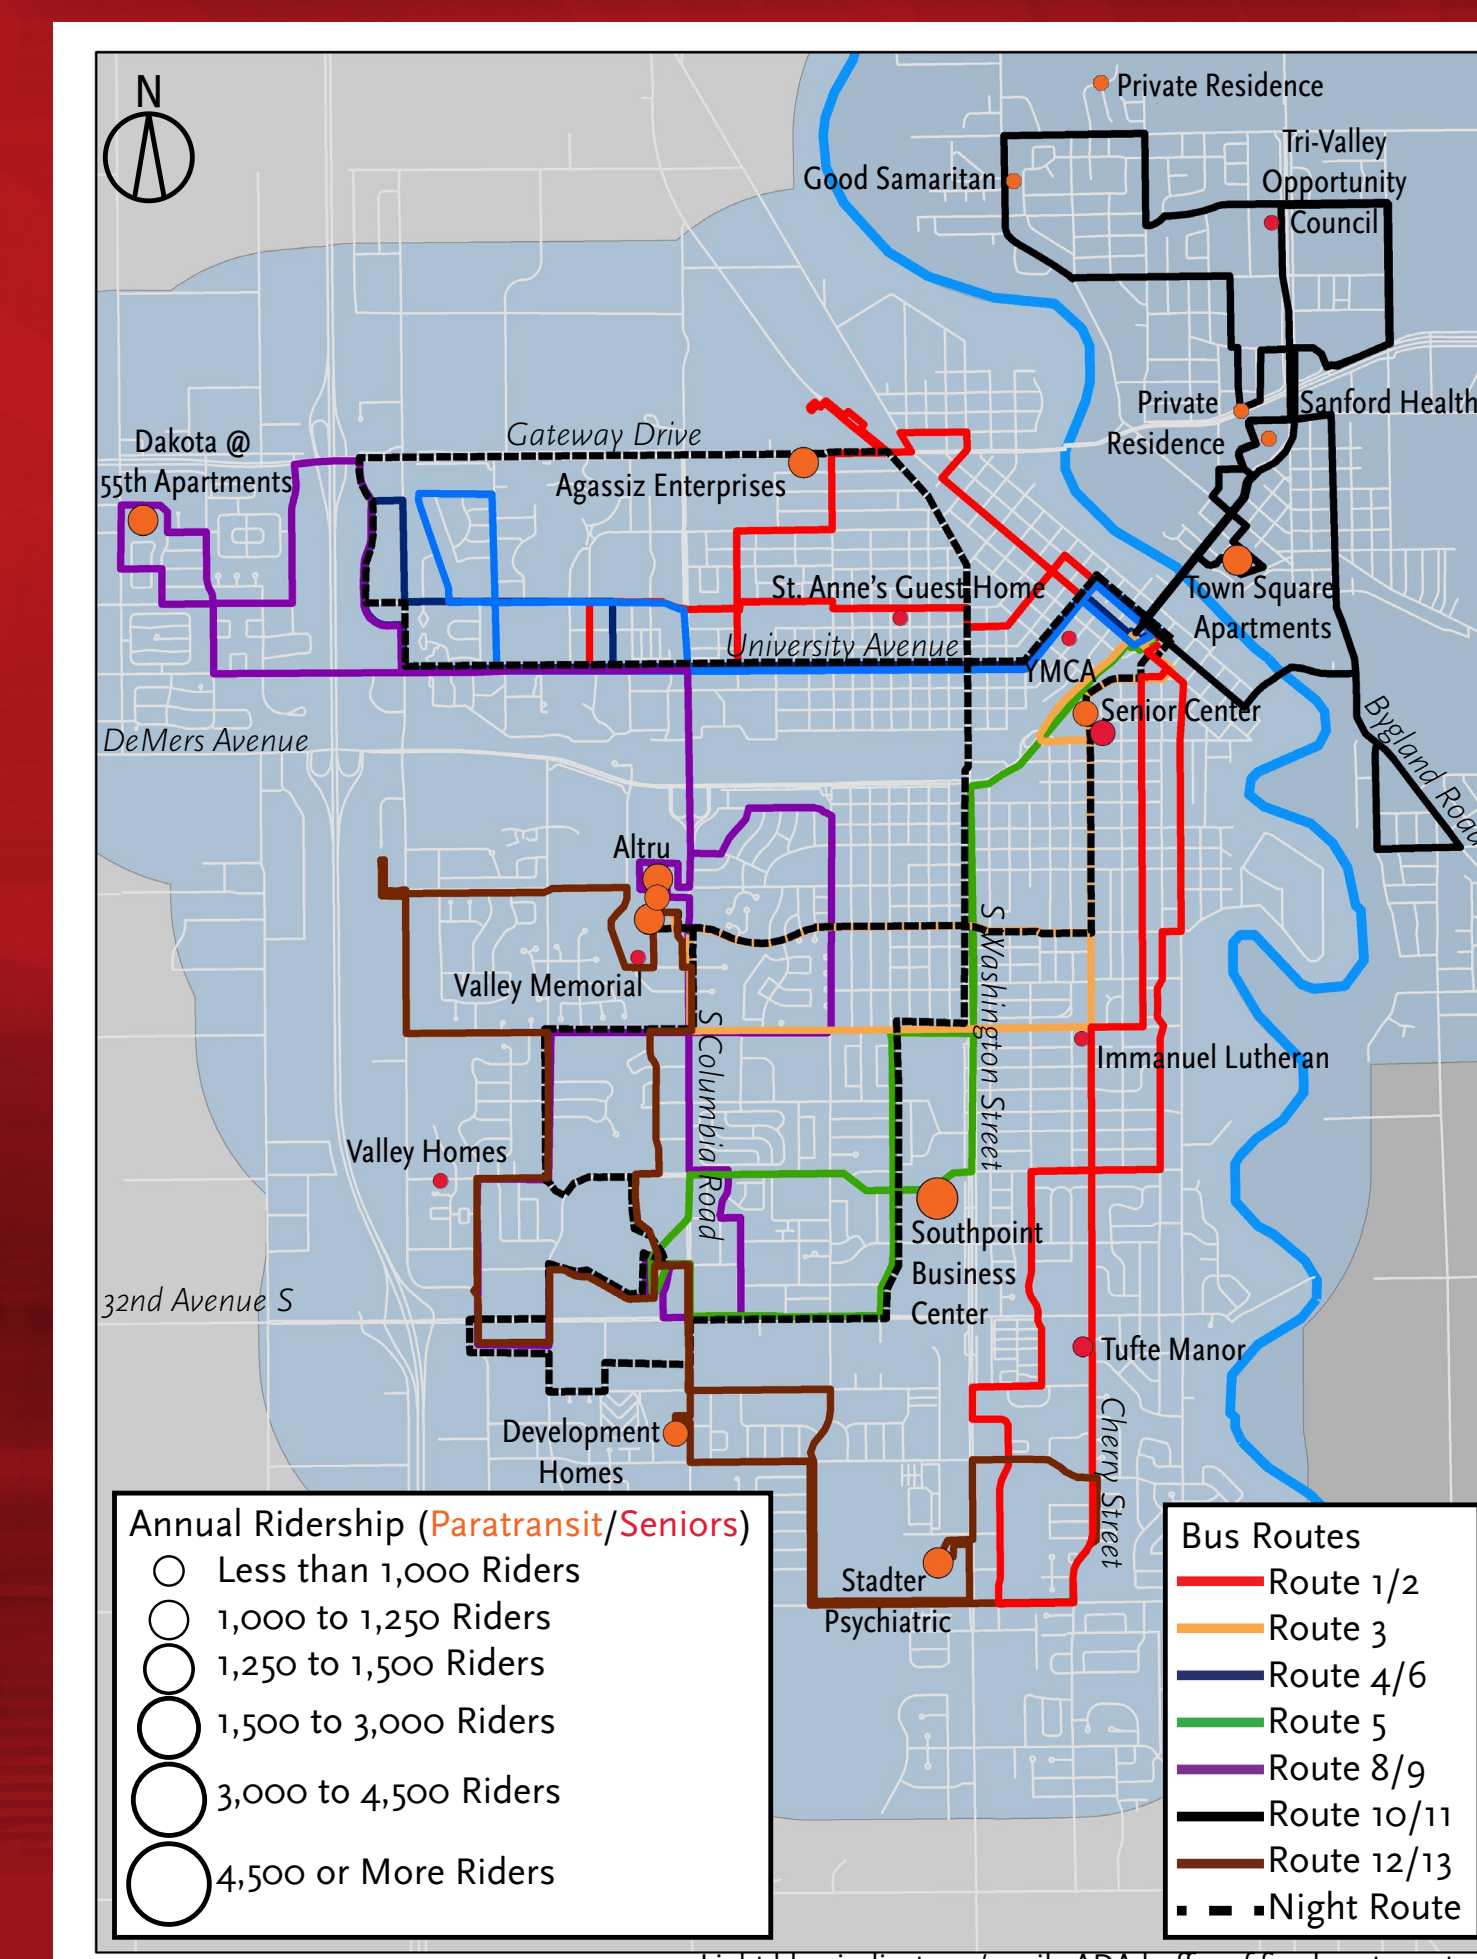 N
Private Residence
Tri-Valley
Opportunity
Council
Good Samaritan
Private
Residence
Sanford Health
Dakota @
55th Apartments
Gateway Drive
Agassiz Enterprises
St. Anne's Guest Home
Town Square
Apartments
University Avenue
YMCA
Senior Center
Bygland Road
DeMers Avenue
Altru
S Washington Street
Valley Memorial
S Columbia Road
Immanuel Lutheran
Valley Homes
Southpoint
Business
Center
32nd Avenue S
Tufte Manor
Cherry Street
Development
Homes
Stadter
Psychiatric
Annual Ridership (Paratransit/Seniors)
Less than 1,000 Riders
1,000 to 1,250 Riders
1,250 to 1,500 Riders
1,500 to 3,000 Riders
3,000 to 4,500 Riders
4,500 or More Riders
Bus Routes
Route 1/2
Route 3
Route 4/6
Route 5
Route 8/9
Route 10/11
Route 12/13
Night Route